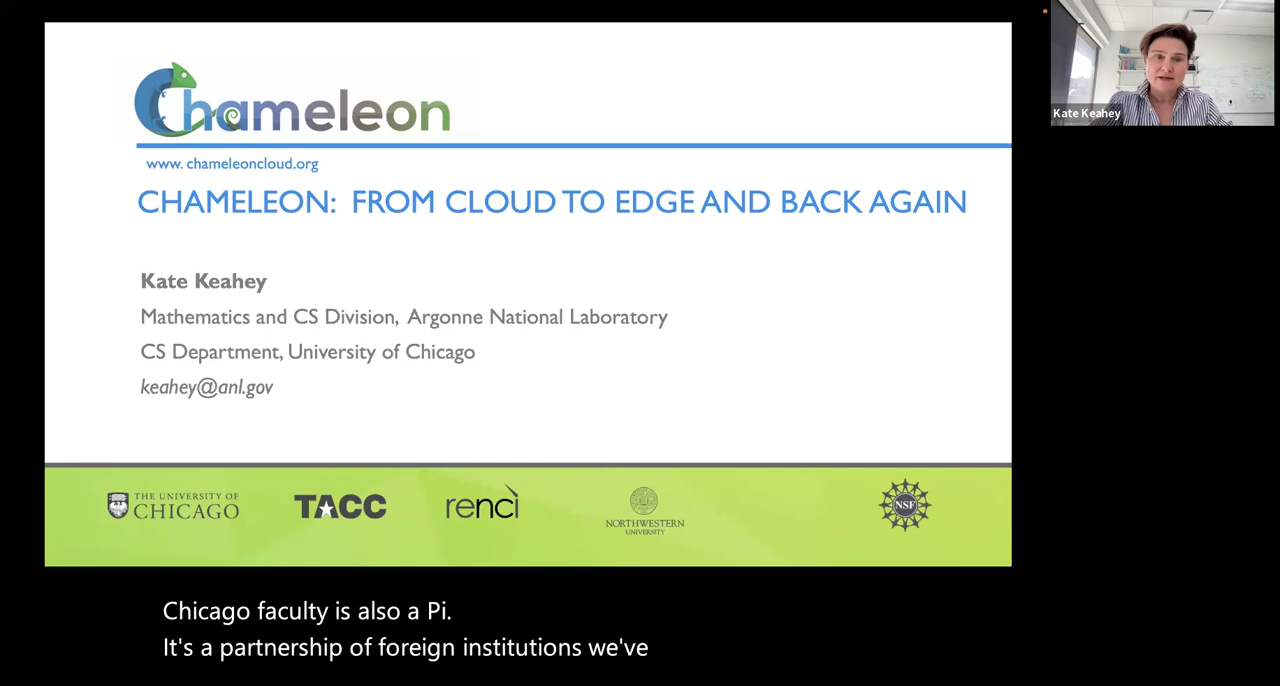 Chameleon
www. chameleoncloud.org
CHAMELEON: FROM CLOUD TO EDGE AND BACK AGAIN
Kate Keahey
Mathematics and CS Division, Argonne National Laboratory
CS Department, University of Chicago
keahey@anl.gov
THE UNIVERSITY OF
CHICAGO
TACC
renci
NORTHWESTERN
UNIVERSITY
NSF
Kate Keahey
Chicago faculty is also a Pi.
It's a partnership of foreign institutions we've